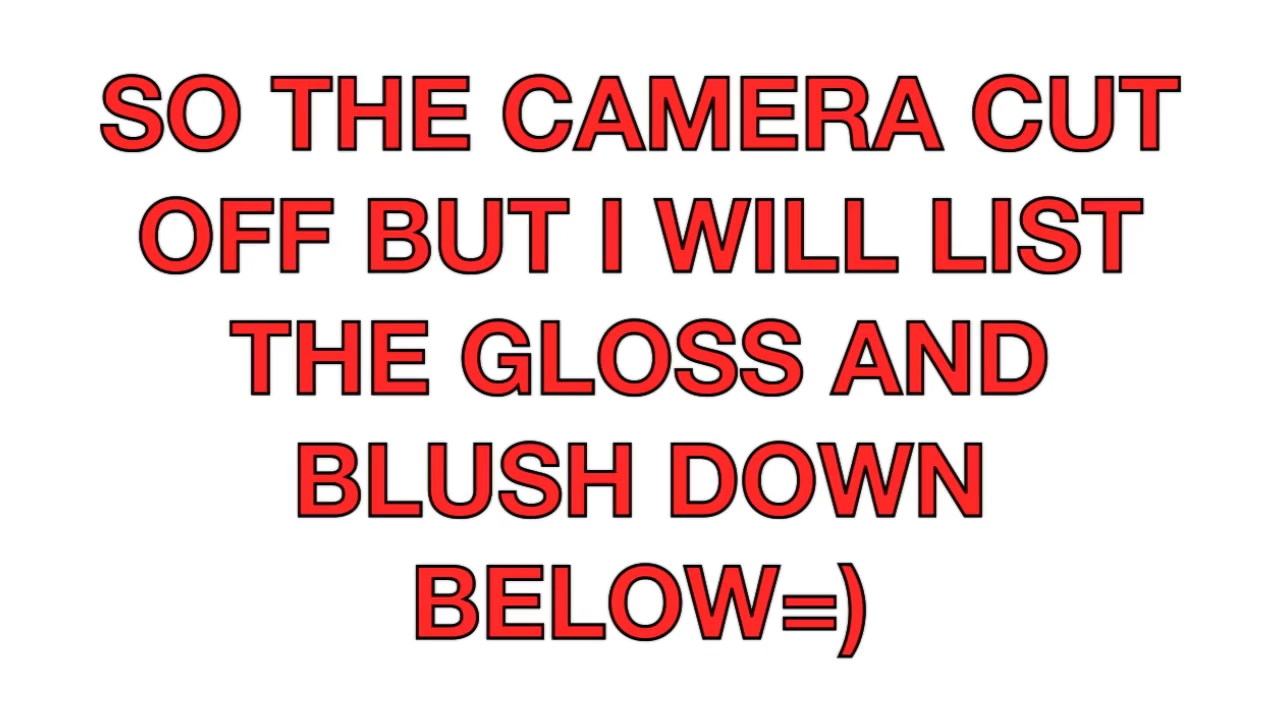 SO THE CAMERA CUT
OFF BUT I WILL LIST
THE GLOSS AND
BLUSH DOWN
BELOW=)